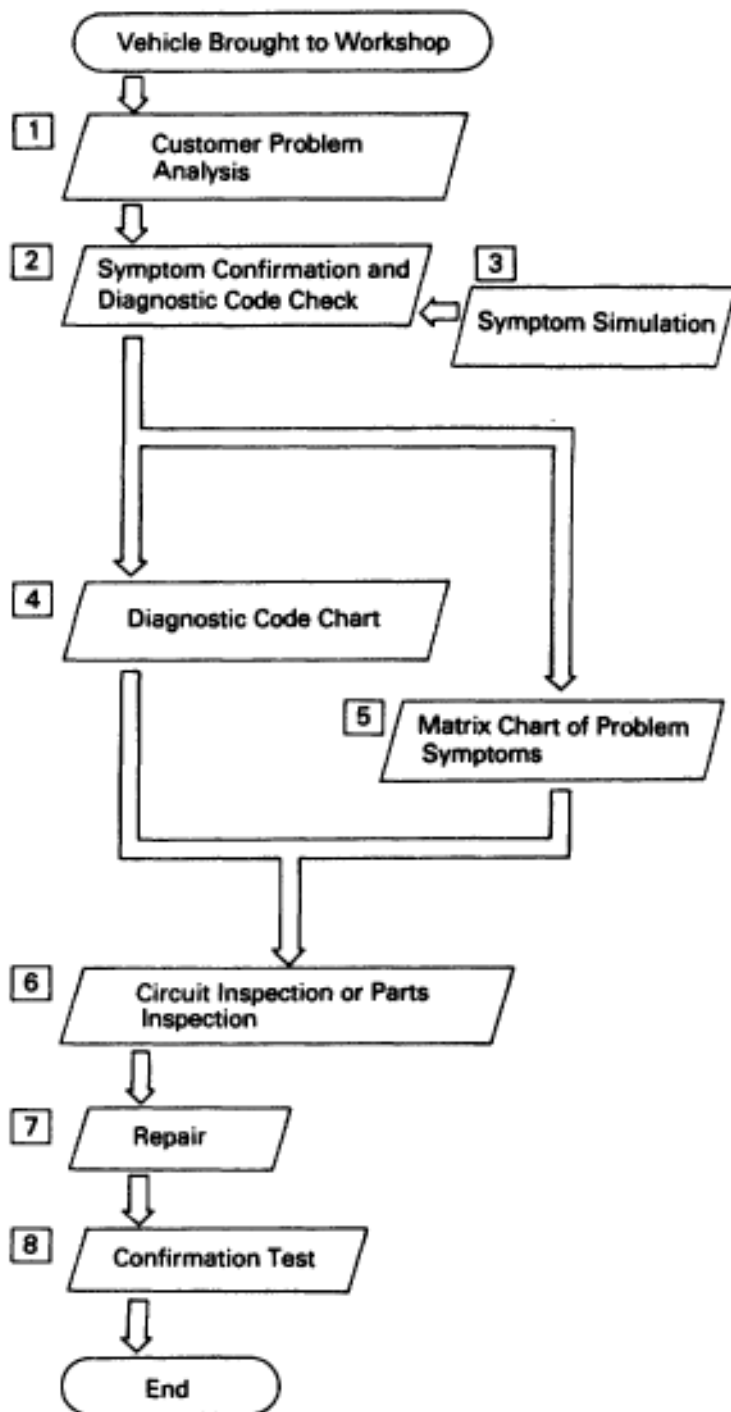 Vehicle Brought to Workshop
1
Customer Problem
Analysis
2
Symptom Confirmation and
Diagnostic Code Check
3
Symptom Simulation
4
Diagnostic Code Chart
5
Matrix Chart of Problem
Symptoms
6
Circuit Inspection or Parts
Inspection
7
Repair
8
Confirmation Test
End